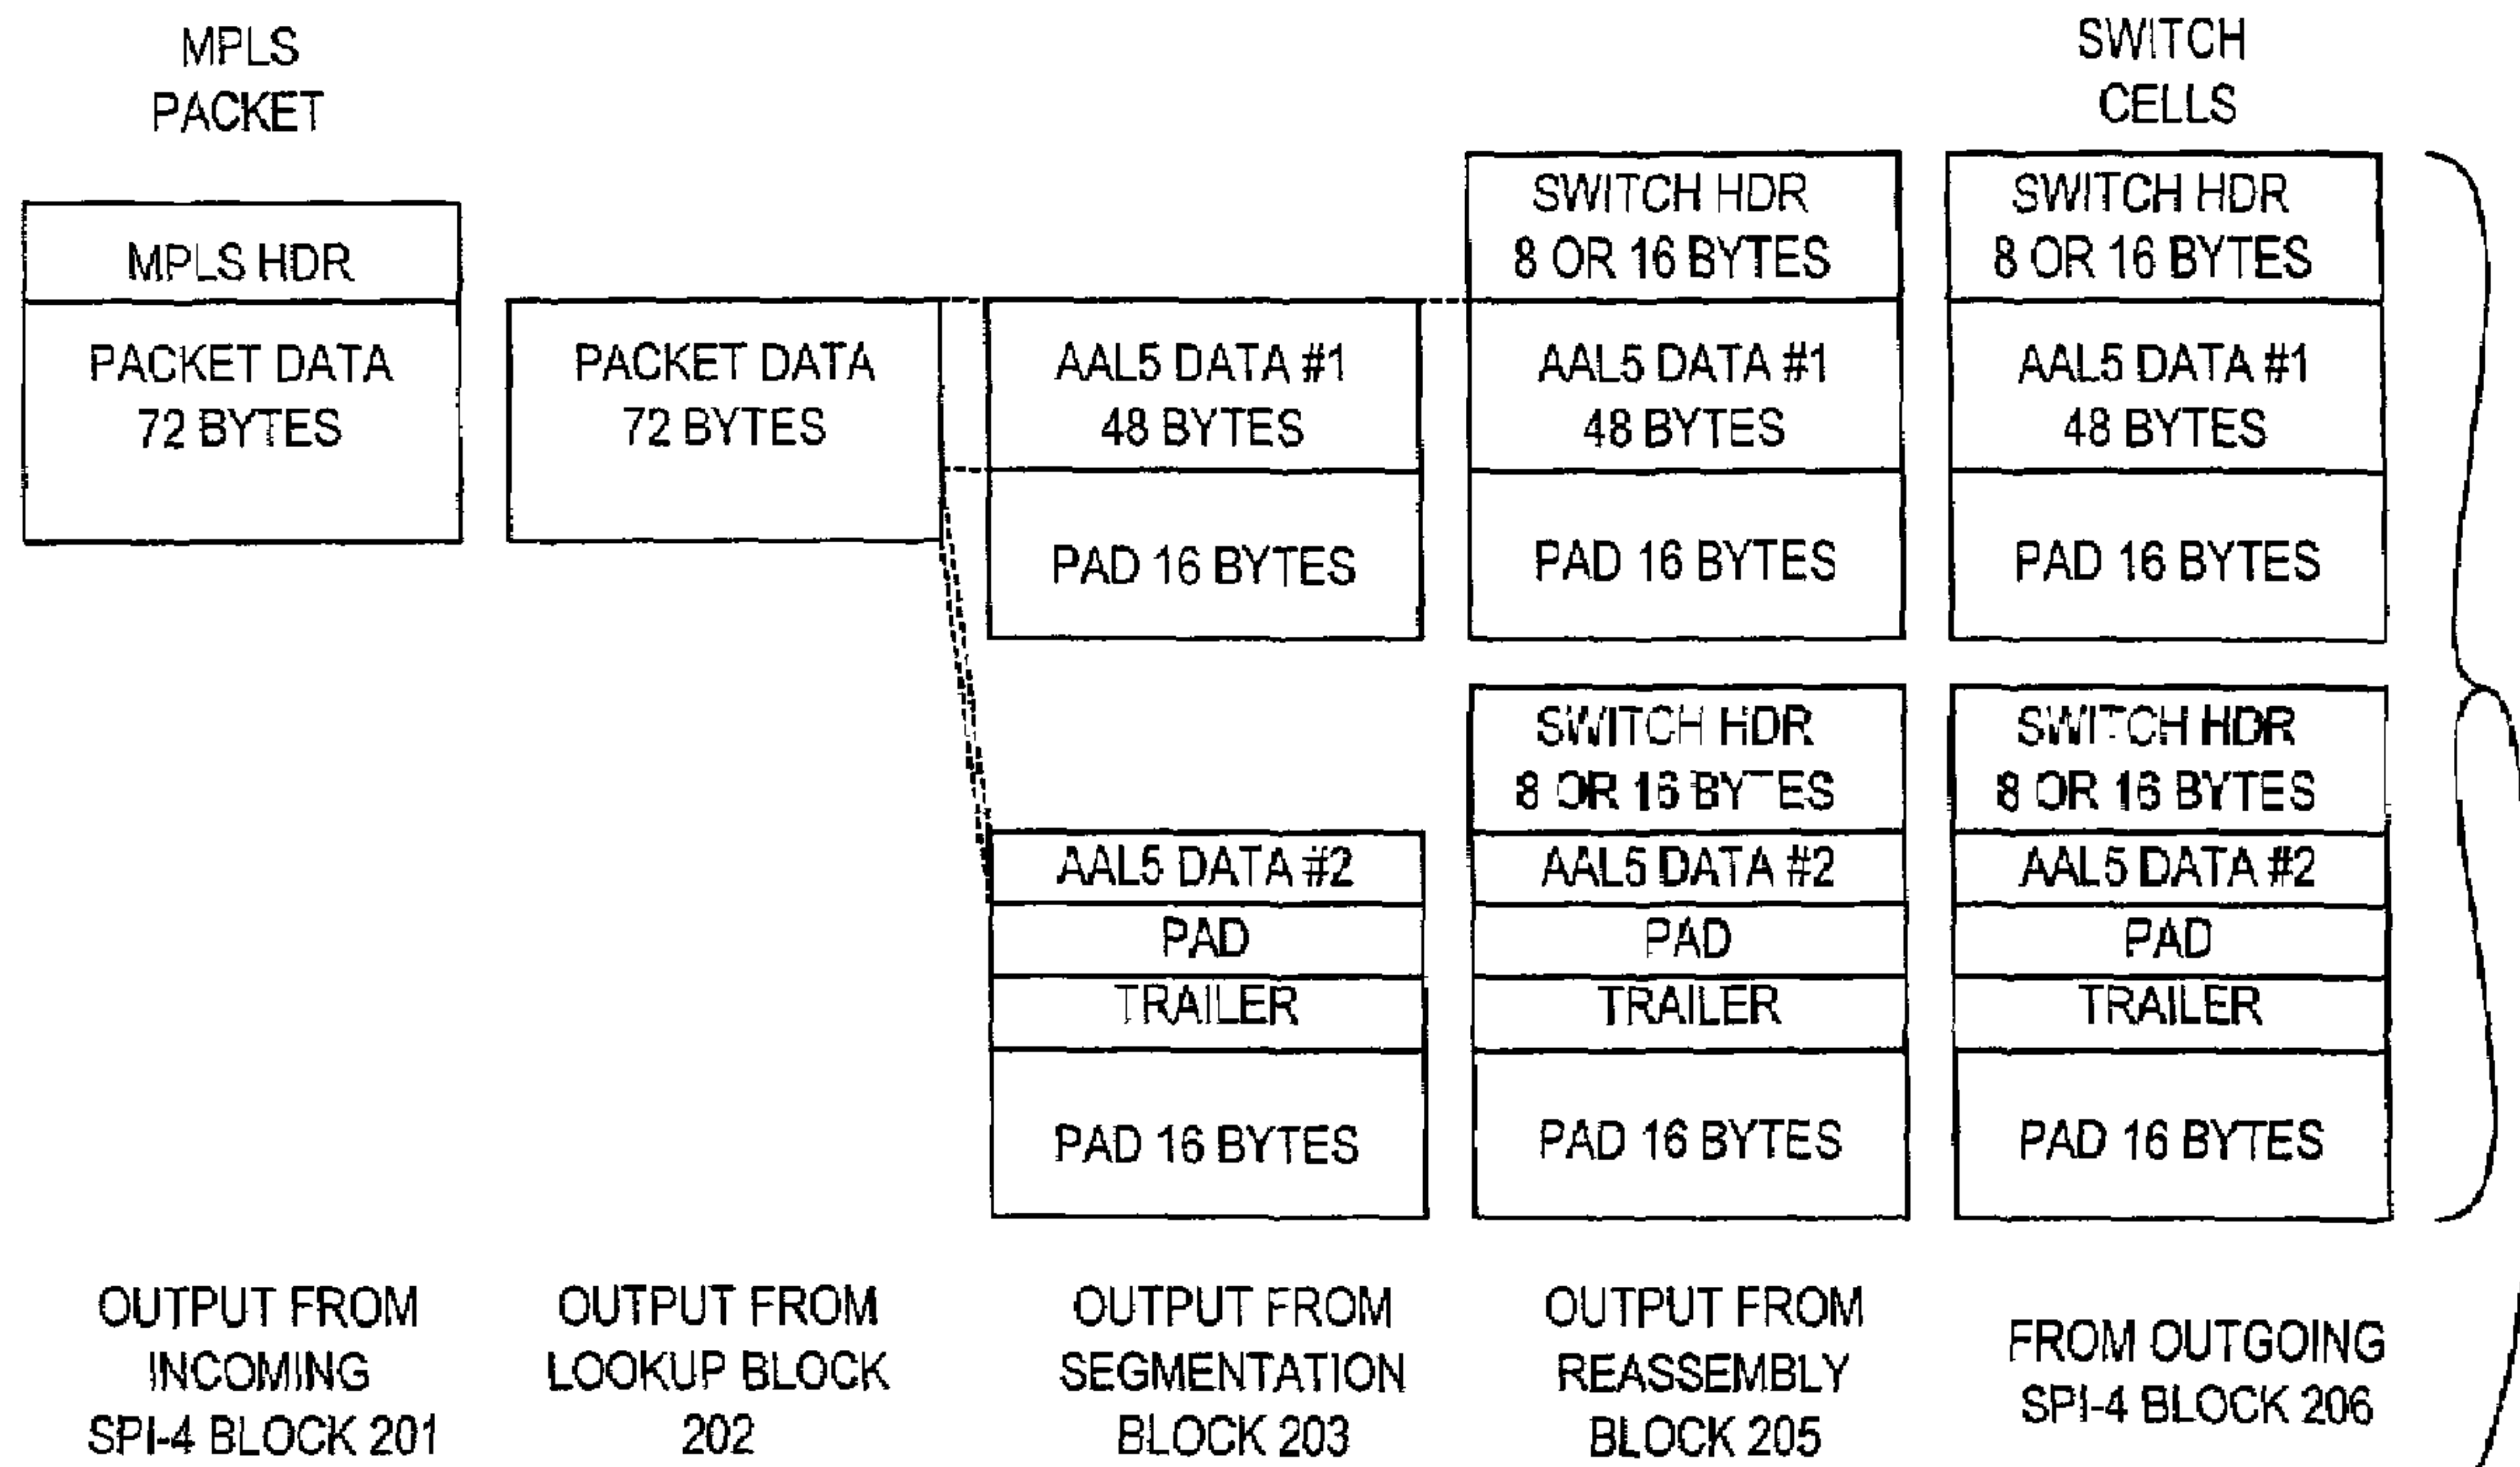 MPLS
PACKET
MPLS HDR
PACKET DATA
72 BYTES
OUTPUT FROM
INCOMING
SPI-4 BLOCK 201
PACKET DATA
72 BYTES
OUTPUT FROM
LOOKUP BLOCK
202
AAL5 DATA #1
48 BYTES
PAD 16 BYTES
AAL5 DATA #2
PAD
TRAILER
PAD 16 BYTES
OUTPUT FROM
SEGMENTATION
BLOCK 203
SWITCH HDR
8 OR 16 BYTES
AAL5 DATA #1
48 BYTES
PAD 16 BYTES
SWITCH HDR
8 OR 16 BYTES
AAL5 DATA #2
PAD
TRAILER
PAD 16 BYTES
OUTPUT FROM
REASSEMBLY
BLOCK 205
SWITCH
CELLS
SWITCH HDR
8 OR 16 BYTES
AAL5 DATA #1
48 BYTES
PAD 16 BYTES
SWITCH HDR
8 OR 16 BYTES
AAL5 DATA #2
PAD
TRAILER
PAD 16 BYTES
FROM OUTGOING
SPI-4 BLOCK 206